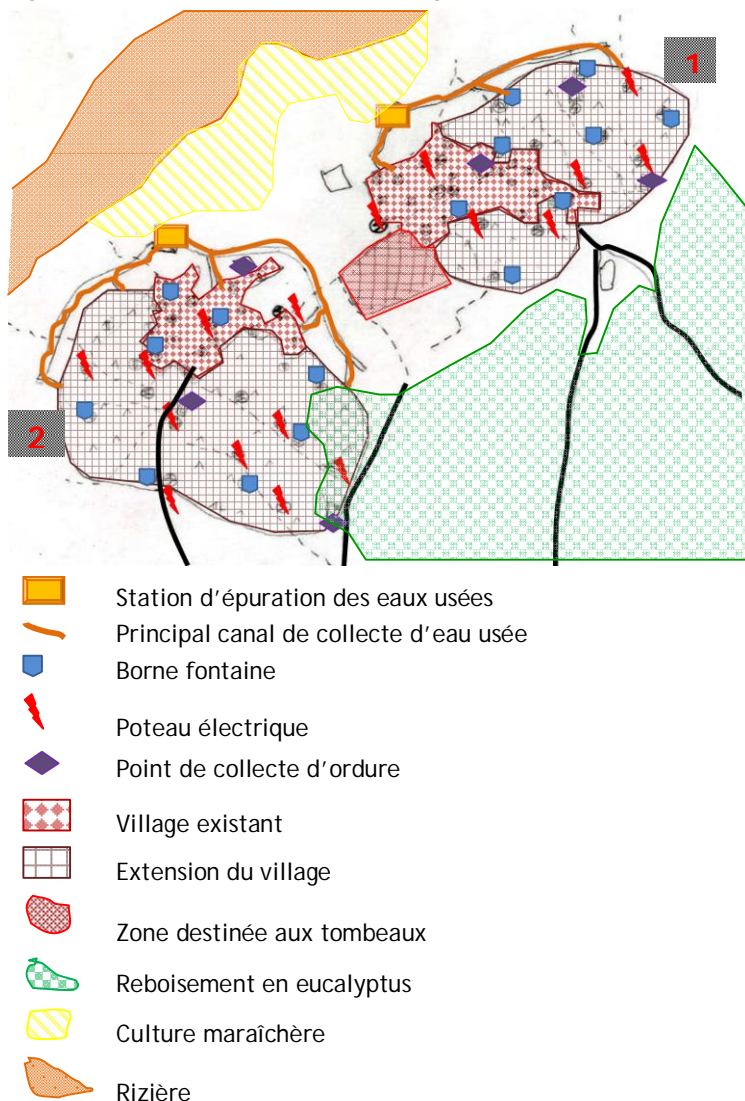 1
2
Station d'épuration des eaux usées
Principal canal de collecte d'eau usée
Borne fontaine
Poteau électrique
Point de collecte d'ordure
Village existant
Extension du village
Zone destinée aux tombeaux
Reboisement en eucalyptus
Culture maraîchère
Rizière